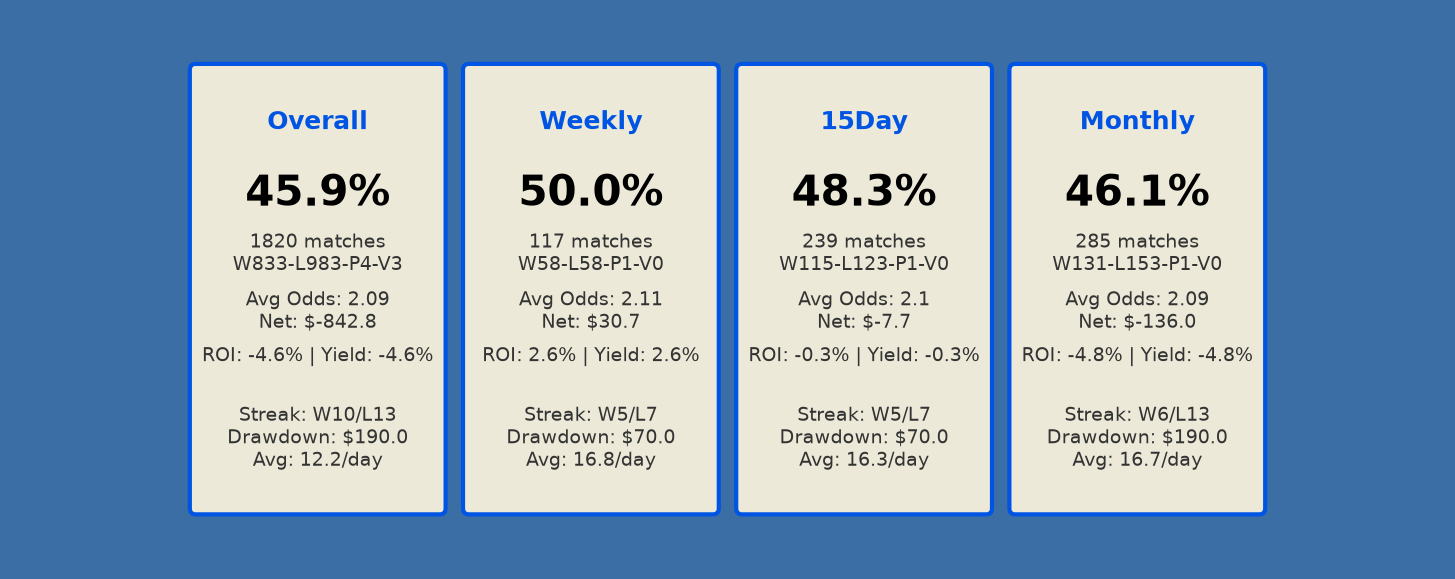 Overall
45.9%
1820 matches
W833-L983-P4-V3
Avg Odds: 2.09
Net: $-842.8
ROI: -4.6% | Yield: -4.6%
Streak: W10/L13
Drawdown: $190.0
Avg: 12.2/day
Weekly
50.0%
117 matches
W58-L58-P1-V0
Avg Odds: 2.11
Net: $30.7
ROI: 2.6% | Yield: 2.6%
Streak: W5/L7
Drawdown: $70.0
Avg: 16.8/day
15Day
48.3%
239 matches
W115-L123-P1-V0
Avg Odds: 2.1
Net: $-7.7
ROI: -0.3% | Yield: -0.3%
Streak: W5/L7
Drawdown: $70.0
Avg: 16.3/day
Monthly
46.1%
285 matches
W131-L153-P1-V0
Avg Odds: 2.09
Net: $-136.0
ROI: -4.8% | Yield: -4.8%
Streak: W6/L13
Drawdown: $190.0
Avg: 16.7/day